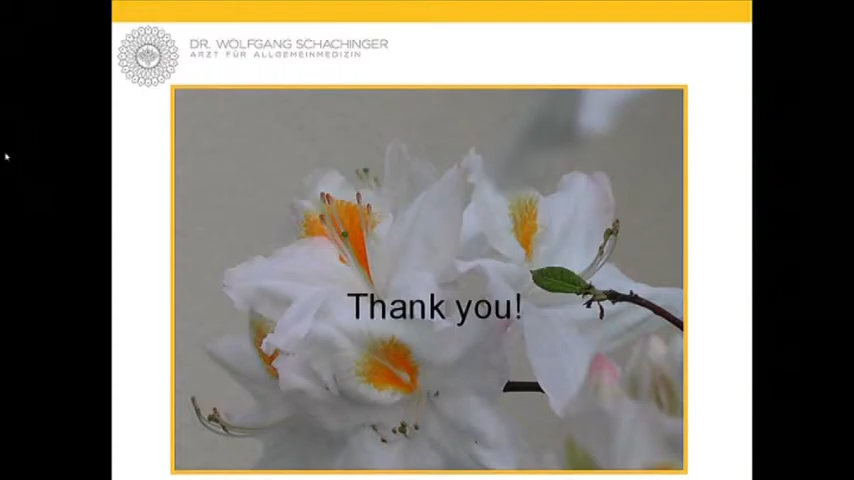 DR. WOLFGANG SCHACHINGER
ARZT FÜR ALLGEMEINMEDIZIN
Thank you!